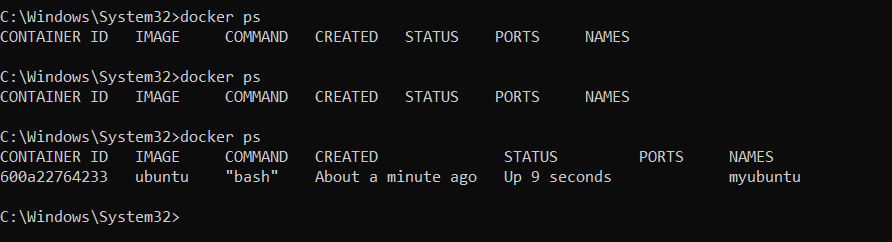 C:\Windows\System32>docker ps
CONTAINER ID   IMAGE     COMMAND   CREATED   STATUS    PORTS     NAMES
C:\Windows\System32>docker ps
CONTAINER ID   IMAGE     COMMAND   CREATED   STATUS    PORTS     NAMES
C:\Windows\System32>docker ps
CONTAINER ID   IMAGE     COMMAND   CREATED              STATUS         PORTS     NAMES
600a22764233   ubuntu    "bash"    About a minute ago   Up 9 seconds             myubuntu
C:\Windows\System32>